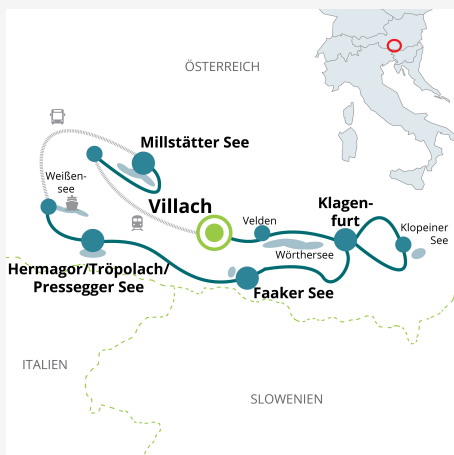 ÖSTERREICH
Millstätter See
Weißen-
see
Villach
Velden
Klagen-
furt
Klopeiner
See
Wörthersee
Hermagor/Tröpolach/
Pressegger See
Faaker See
ITALIEN
SLOWENIEN